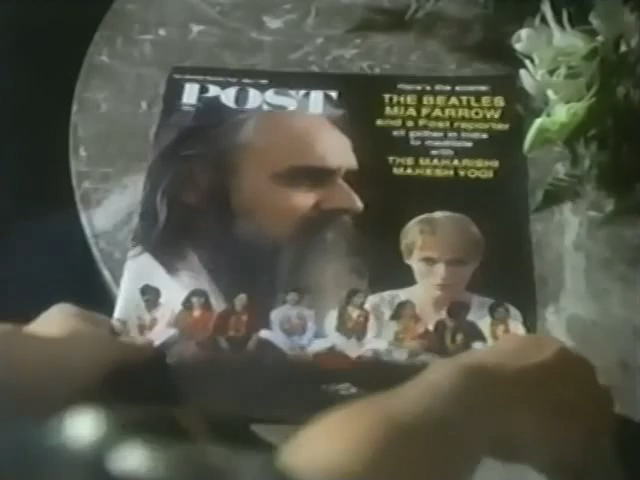 POST
Here's the scene:
THE BEATLES
MIA FARROW
and a Post reporter
all gather in India
to meditate
with
THE MAHARISHI
MAHESH YOGI